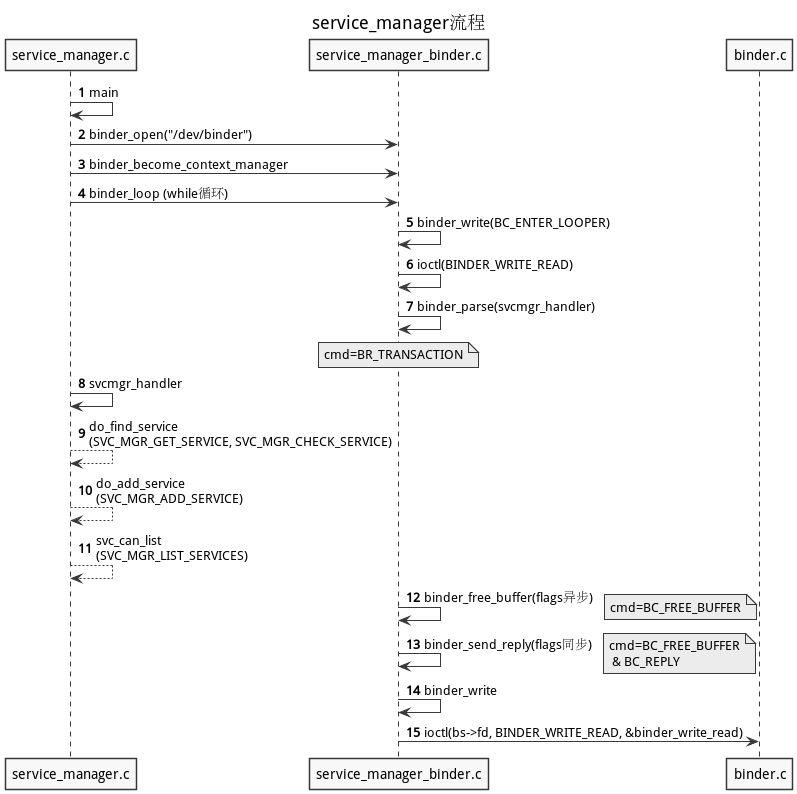 service_manager流程
service_manager.c
service_manager_binder.c
binder.c
1 main
2 binder_open("/dev/binder")
3 binder_become_context_manager
4 binder_loop (while循环)
5 binder_write(BC_ENTER_LOOPER)
6 ioctl(BINDER_WRITE_READ)
7 binder_parse(svcmgr_handler)
cmd=BR_TRANSACTION
8 svcmgr_handler
9 do_find_service
(SVC_MGR_GET_SERVICE, SVC_MGR_CHECK_SERVICE)
10 do_add_service
(SVC_MGR_ADD_SERVICE)
11 svc_can_list
(SVC_MGR_LIST_SERVICES)
12 binder_free_buffer(flags异步)
cmd=BC_FREE_BUFFER
13 binder_send_reply(flags同步)
cmd=BC_FREE_BUFFER
& BC_REPLY
14 binder_write
15 ioctl(bs->fd, BINDER_WRITE_READ, &binder_write_read)
service_manager.c
service_manager_binder.c
binder.c